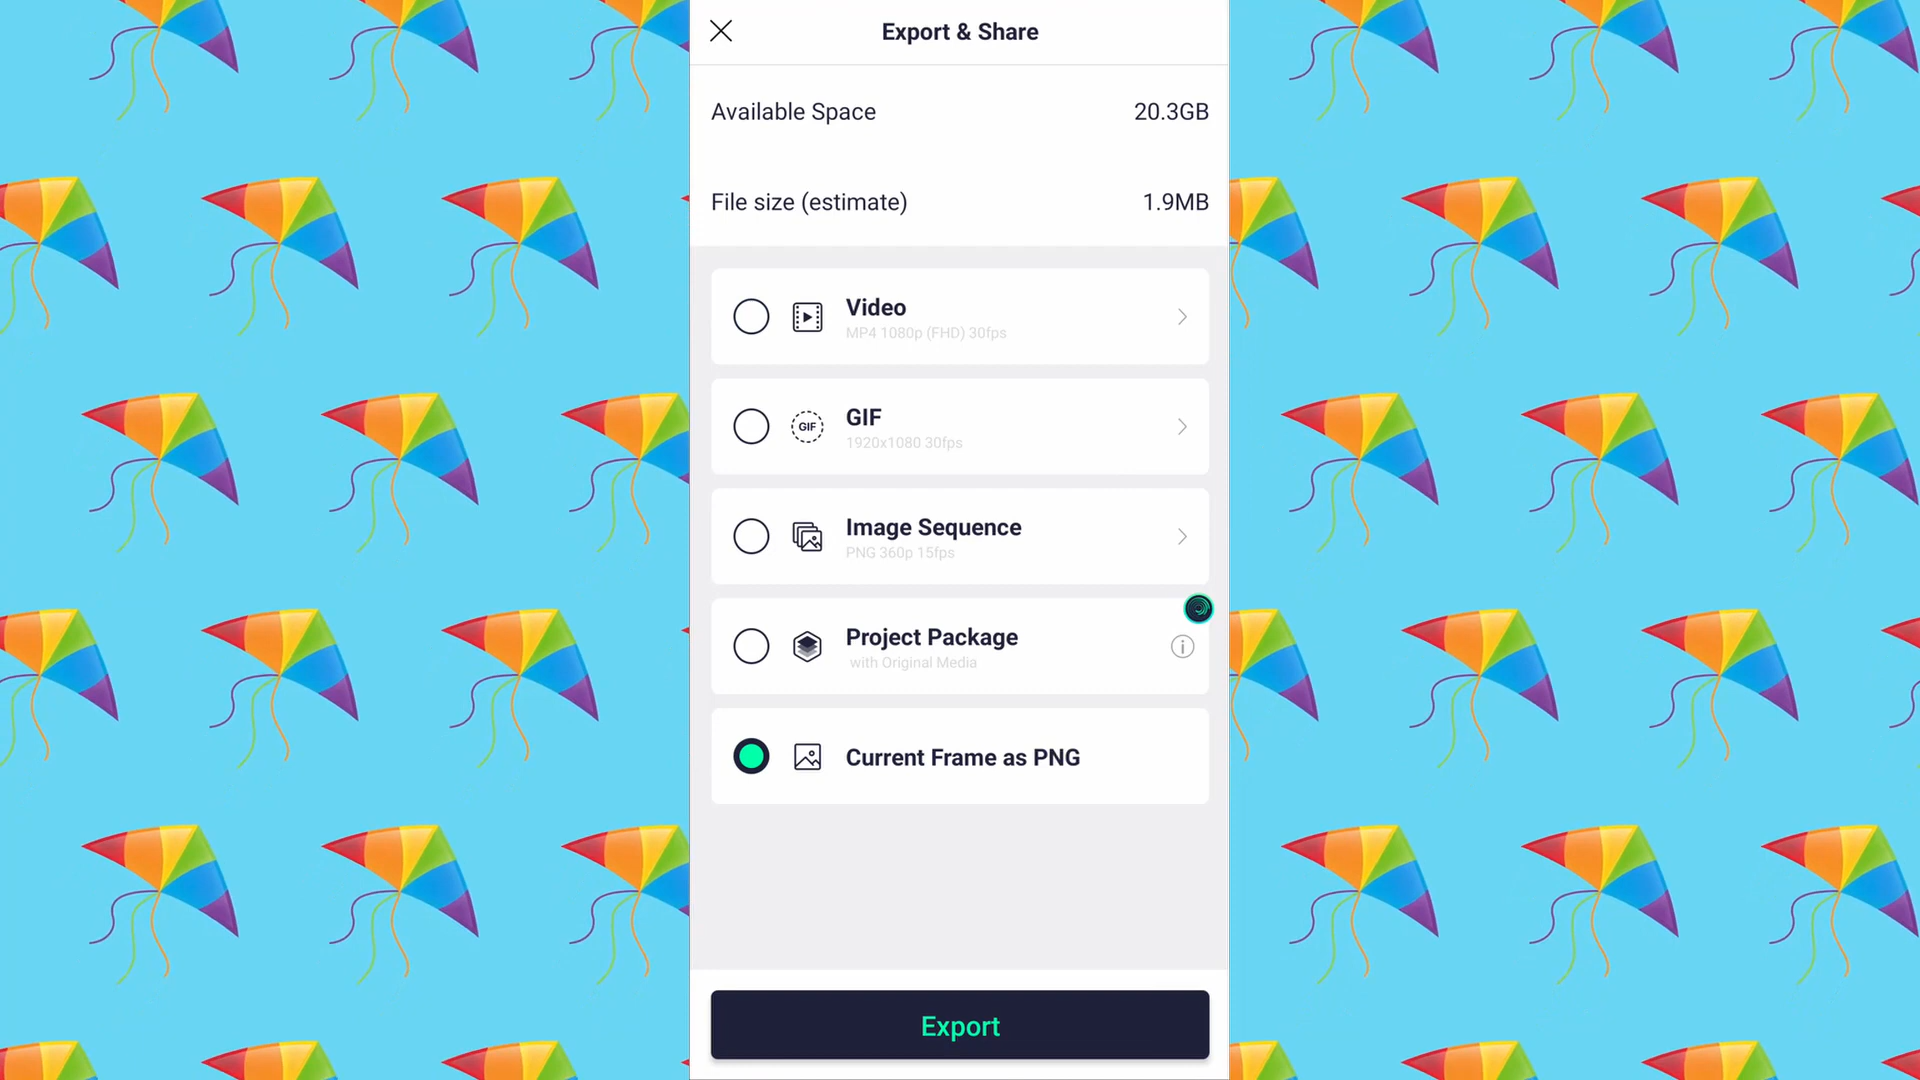 Export & Share
Available Space 20.3GB
File size (estimate) 1.9MB
Video
MP4 1080p (FHD) 30fps
GIF
GIF
1920x1080 30fps
Image Sequence
PNG 360p 15fps
Project Package
with Original Media
Current Frame as PNG
Export